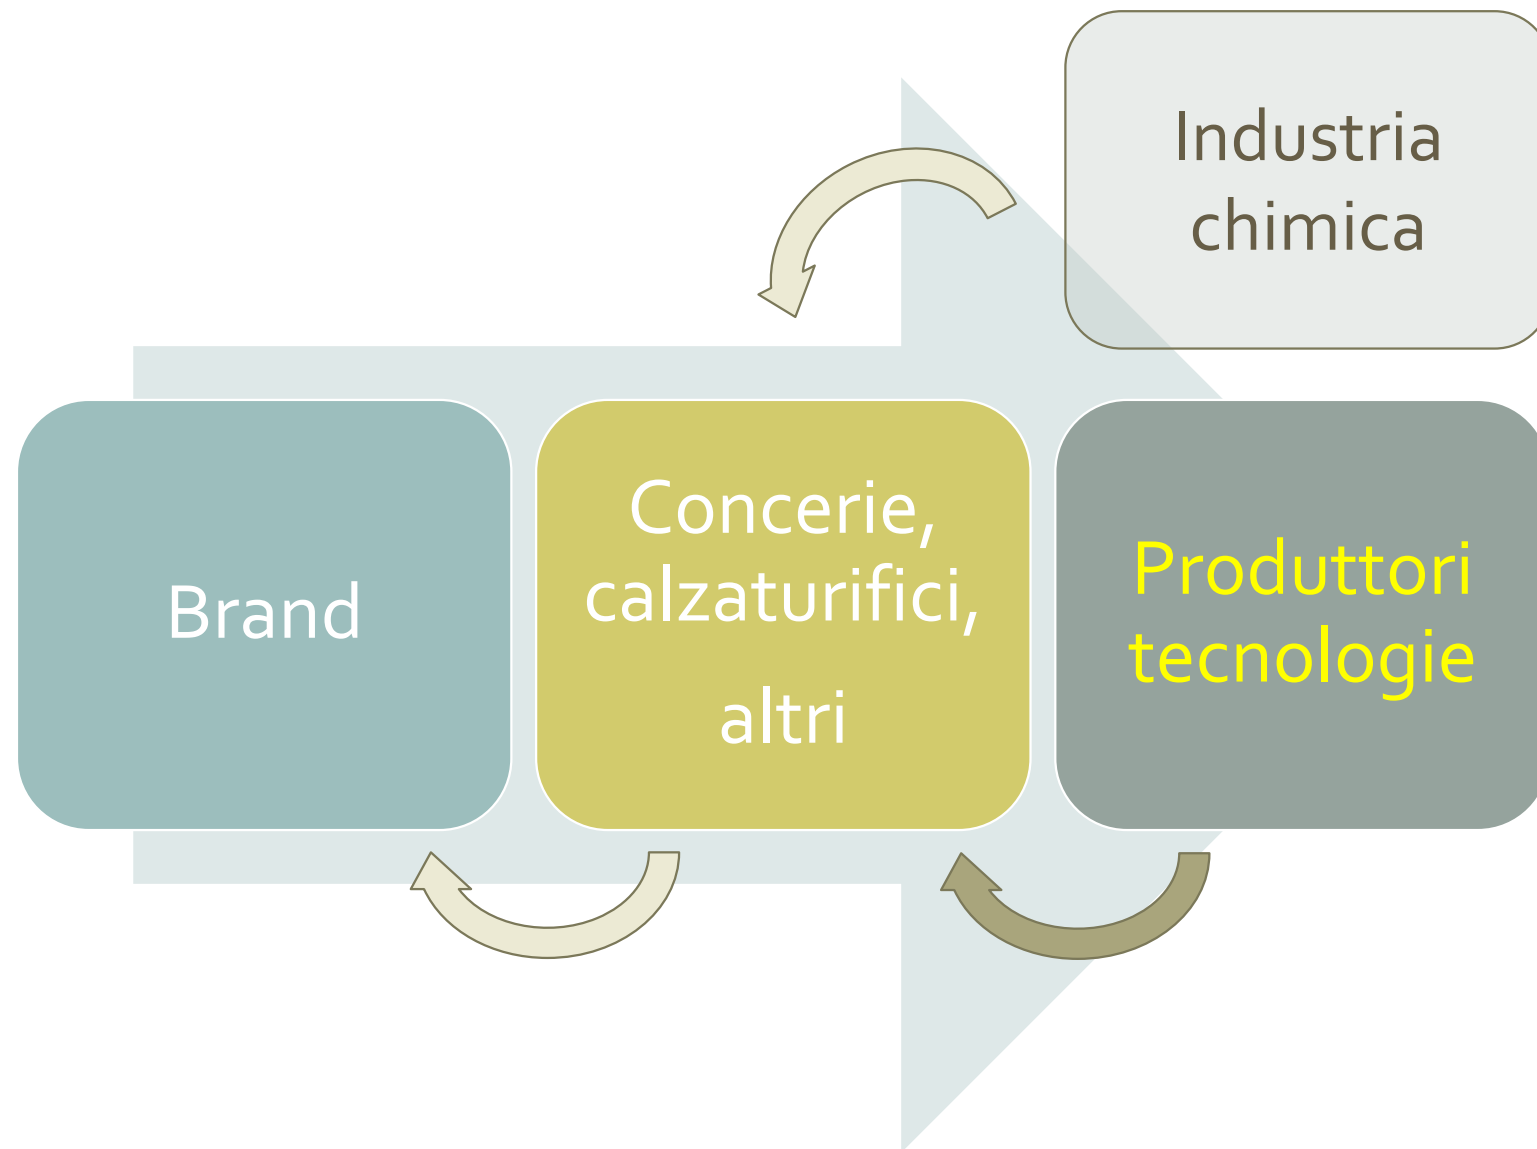 Industria
chimica
Brand
Concerie,
calzaturifici,
altri
Produttori
tecnologie